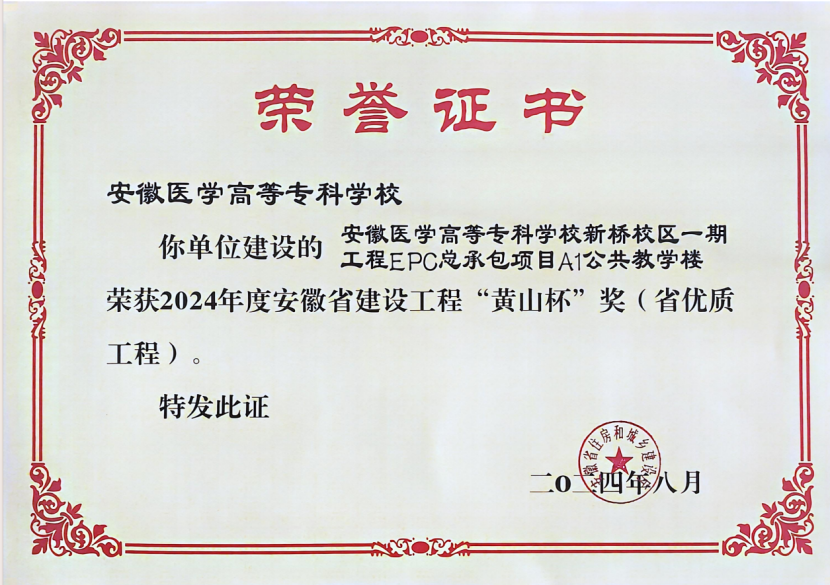 荣誉证书
安徽医学高等专科学校
你单位建设的 安徽医学高等专科学校新桥校区一期
工程EPC总承包项目A1公共教学楼
荣获2024年度安徽省建设工程“黄山杯”奖（省优质
工程）。
特发此证
安徽省住房和城乡建设厅
二0二四年八月